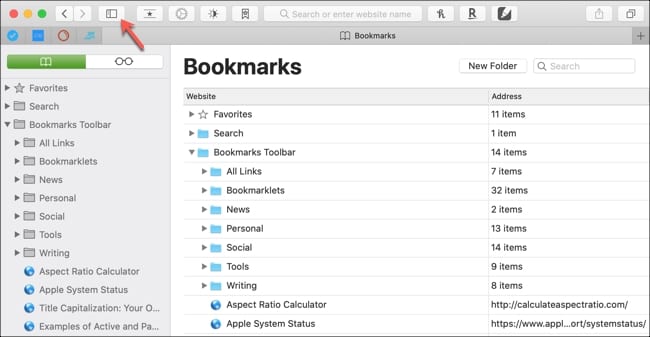 Search or enter website name
Bookmarks
Bookmarks
New Folder
Search
Favorites
Search
Bookmarks Toolbar
All Links
Bookmarklets
News
Personal
Social
Tools
Writing
Aspect Ratio Calculator
Apple System Status
Title Capitalization: Your O...
Examples of Active and Pa...
Website Address
Favorites 11 items
Search 1 item
Bookmarks Toolbar 14 items
All Links 7 items
Bookmarklets 32 items
News 2 items
Personal 13 items
Social 14 items
Tools 9 items
Writing 8 items
Aspect Ratio Calculator http://calculateaspectratio.com/
Apple System Status https://www.appl...ort/systemstatus/